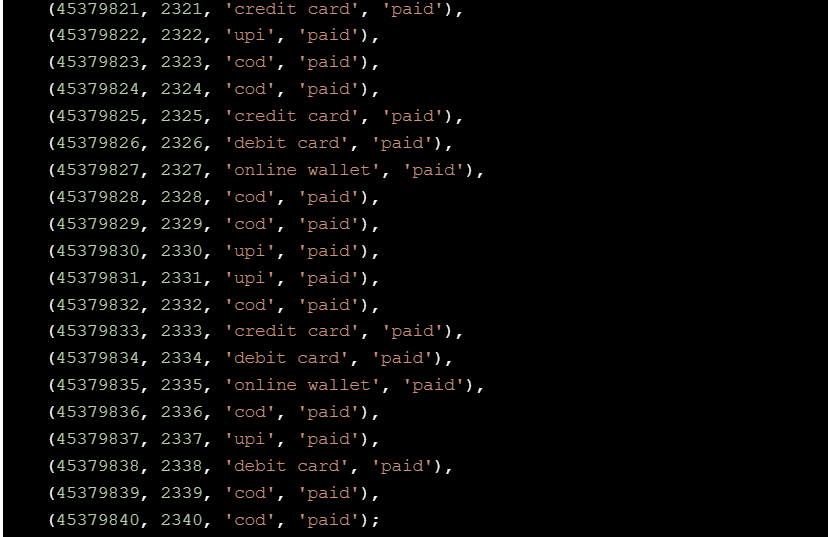 (45379821, 2321, 'credit card', 'paid'),
(45379822, 2322, 'upi', 'paid'),
(45379823, 2323, 'cod', 'paid'),
(45379824, 2324, 'cod', 'paid'),
(45379825, 2325, 'credit card', 'paid'),
(45379826, 2326, 'debit card', 'paid'),
(45379827, 2327, 'online wallet', 'paid'),
(45379828, 2328, 'cod', 'paid'),
(45379829, 2329, 'cod', 'paid'),
(45379830, 2330, 'upi', 'paid'),
(45379831, 2331, 'upi', 'paid'),
(45379832, 2332, 'cod', 'paid'),
(45379833, 2333, 'credit card', 'paid'),
(45379834, 2334, 'debit card', 'paid'),
(45379835, 2335, 'online wallet', 'paid'),
(45379836, 2336, 'cod', 'paid'),
(45379837, 2337, 'upi', 'paid'),
(45379838, 2338, 'debit card', 'paid'),
(45379839, 2339, 'cod', 'paid'),
(45379840, 2340, 'cod', 'paid');